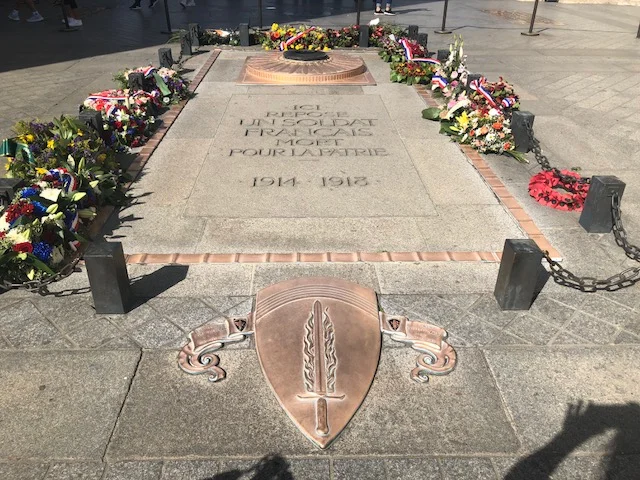 ICI
REPOSE
UN SOLDAT
FRANÇAIS
MORT
POUR LA PATRIE
1914 - 1918